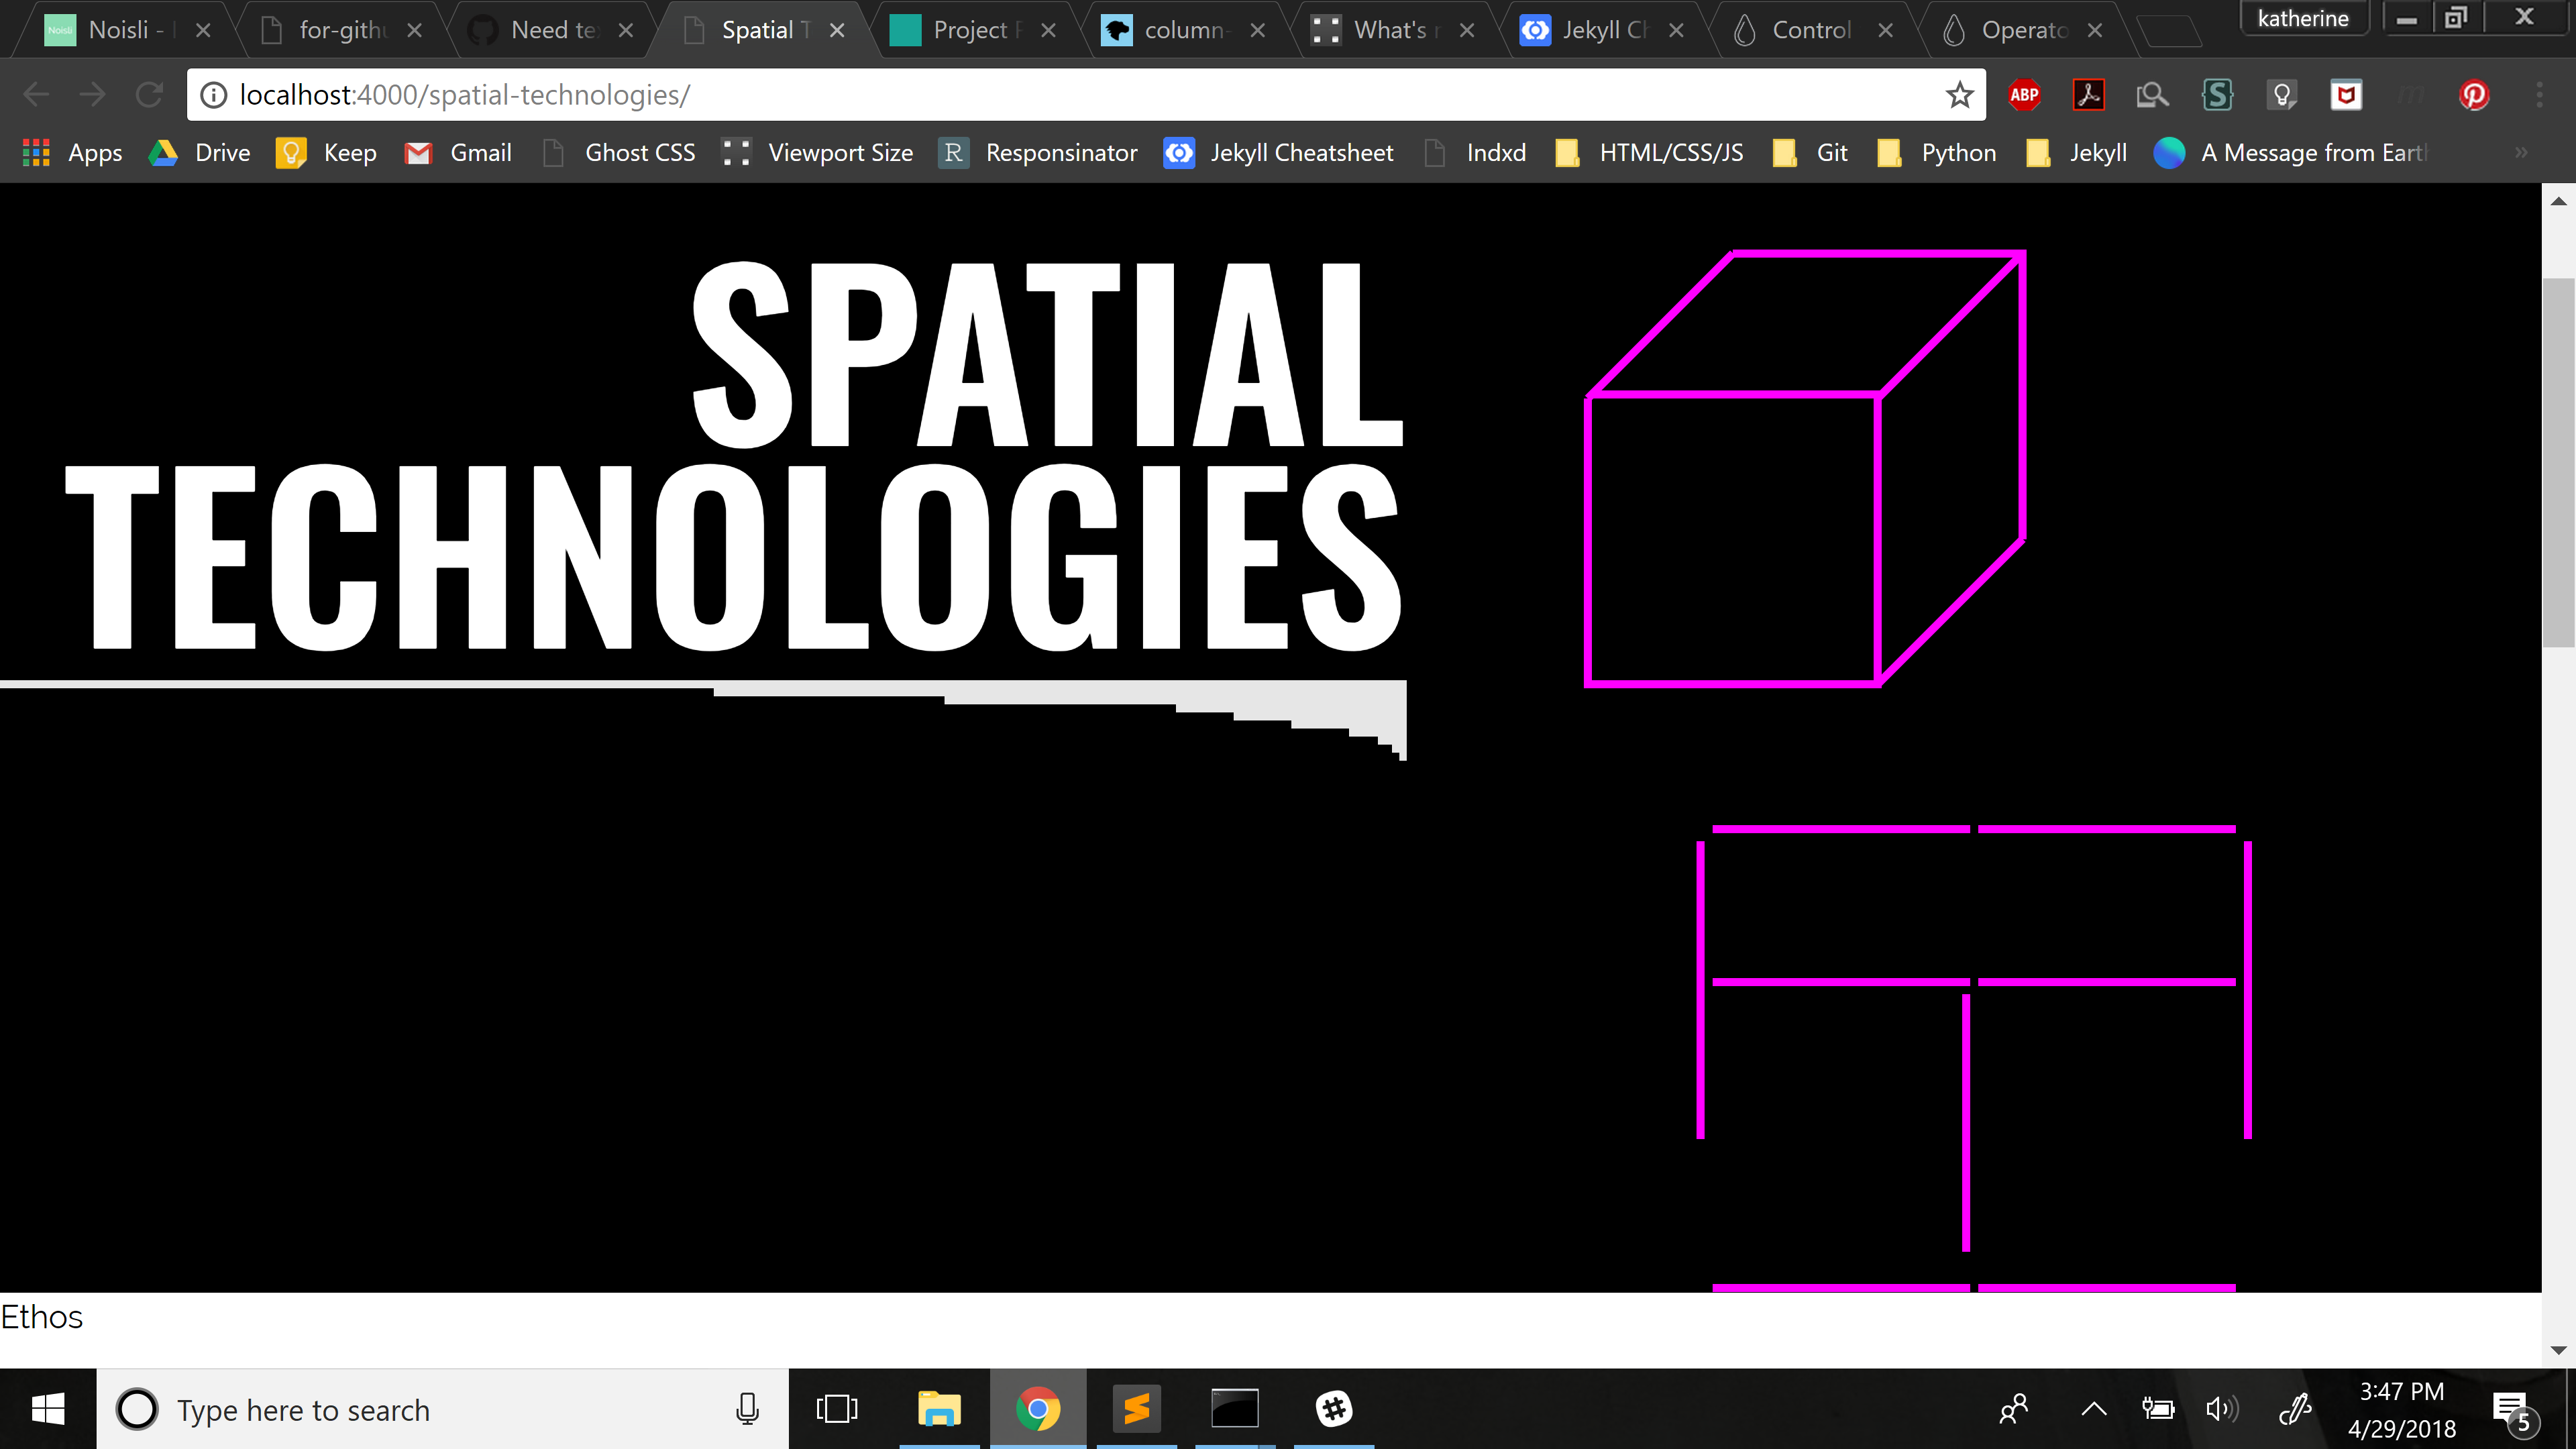 Noisli -
for-githu
Need te
Spatial T
Project
column-
What's
Jekyll Ch
Control
Operato
katherine
localhost:4000/spatial-technologies/
ABP
Apps
Drive
Keep
Gmail
Ghost CSS
Viewport Size
R
Responsinator
Jekyll Cheatsheet
Indxd
HTML/CSS/JS
Git
Python
Jekyll
A Message from Eart
SPATIAL
TECHNOLOGIES
Ethos
Type here to search
3:47 PM
4/29/2018
5